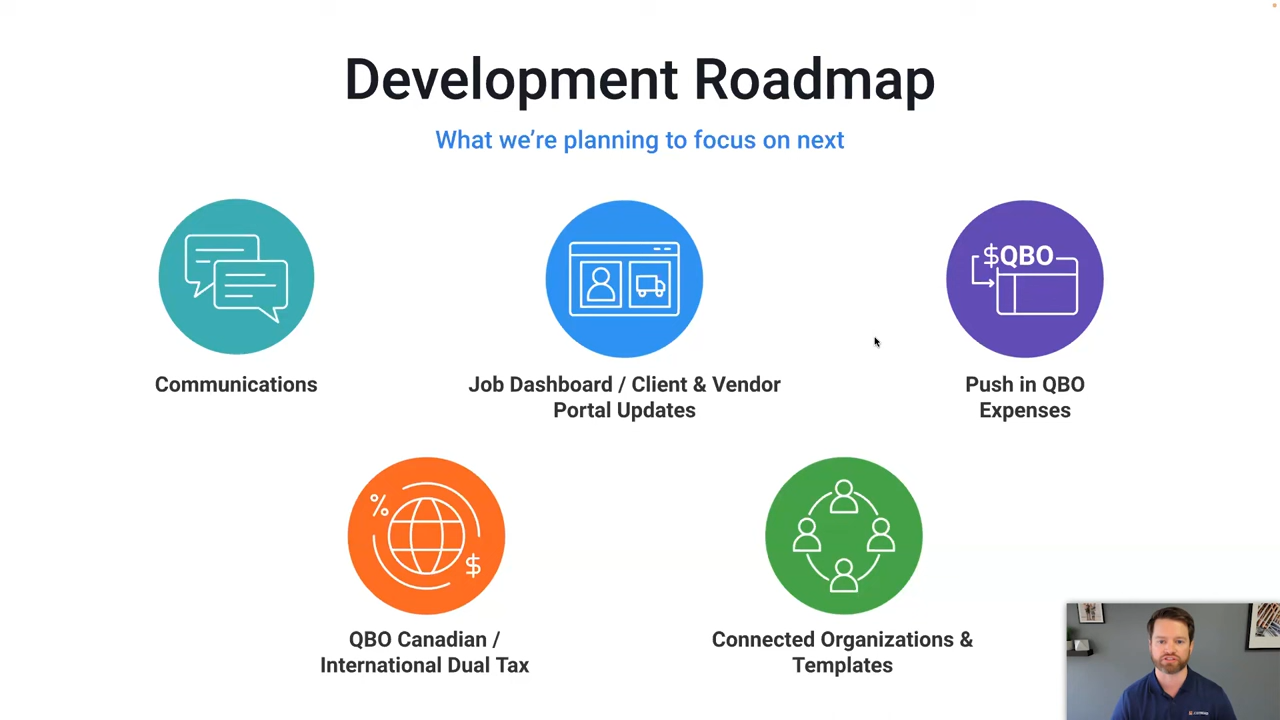 Development Roadmap
What we're planning to focus on next
$QBO
Communications
Job Dashboard / Client & Vendor
Portal Updates
Push in QBO
Expenses
%
$
QBO Canadian /
International Dual Tax
Connected Organizations &
Templates